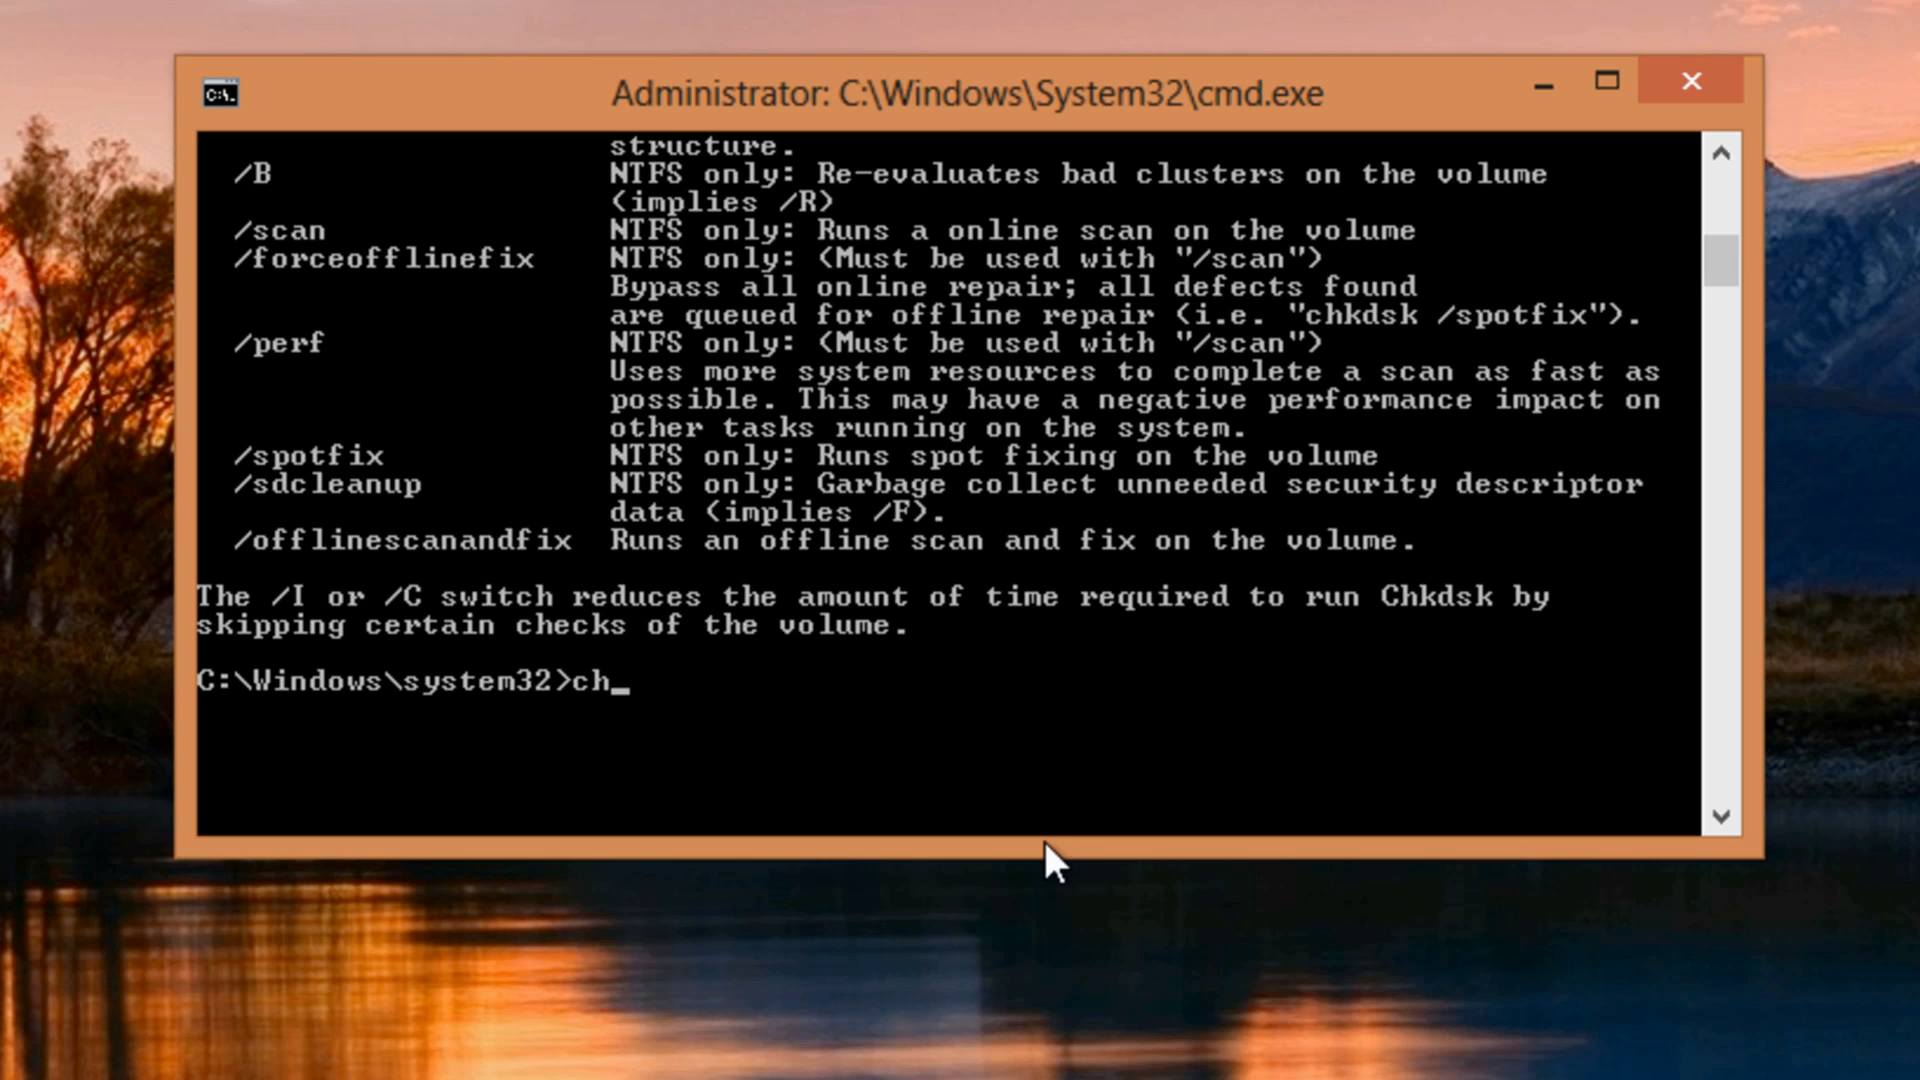 C:\.
Administrator: C:\Windows\System32\cmd.exe
structure.
/B NTFS only: Re-evaluates bad clusters on the volume
(implies /R)
/scan NTFS only: Runs a online scan on the volume
/forceofflinefix NTFS only: (Must be used with "/scan")
Bypass all online repair; all defects found
are queued for offline repair (i.e. "chkdsk /spotfix").
/perf NTFS only: (Must be used with "/scan")
Uses more system resources to complete a scan as fast as
possible. This may have a negative performance impact on
other tasks running on the system.
/spotfix NTFS only: Runs spot fixing on the volume
/sdcleanup NTFS only: Garbage collect unneeded security descriptor
data (implies /F).
/offlinescanandfix Runs an offline scan and fix on the volume.
The /I or /C switch reduces the amount of time required to run Chkdsk by
skipping certain checks of the volume.
C:\Windows\system32>ch_